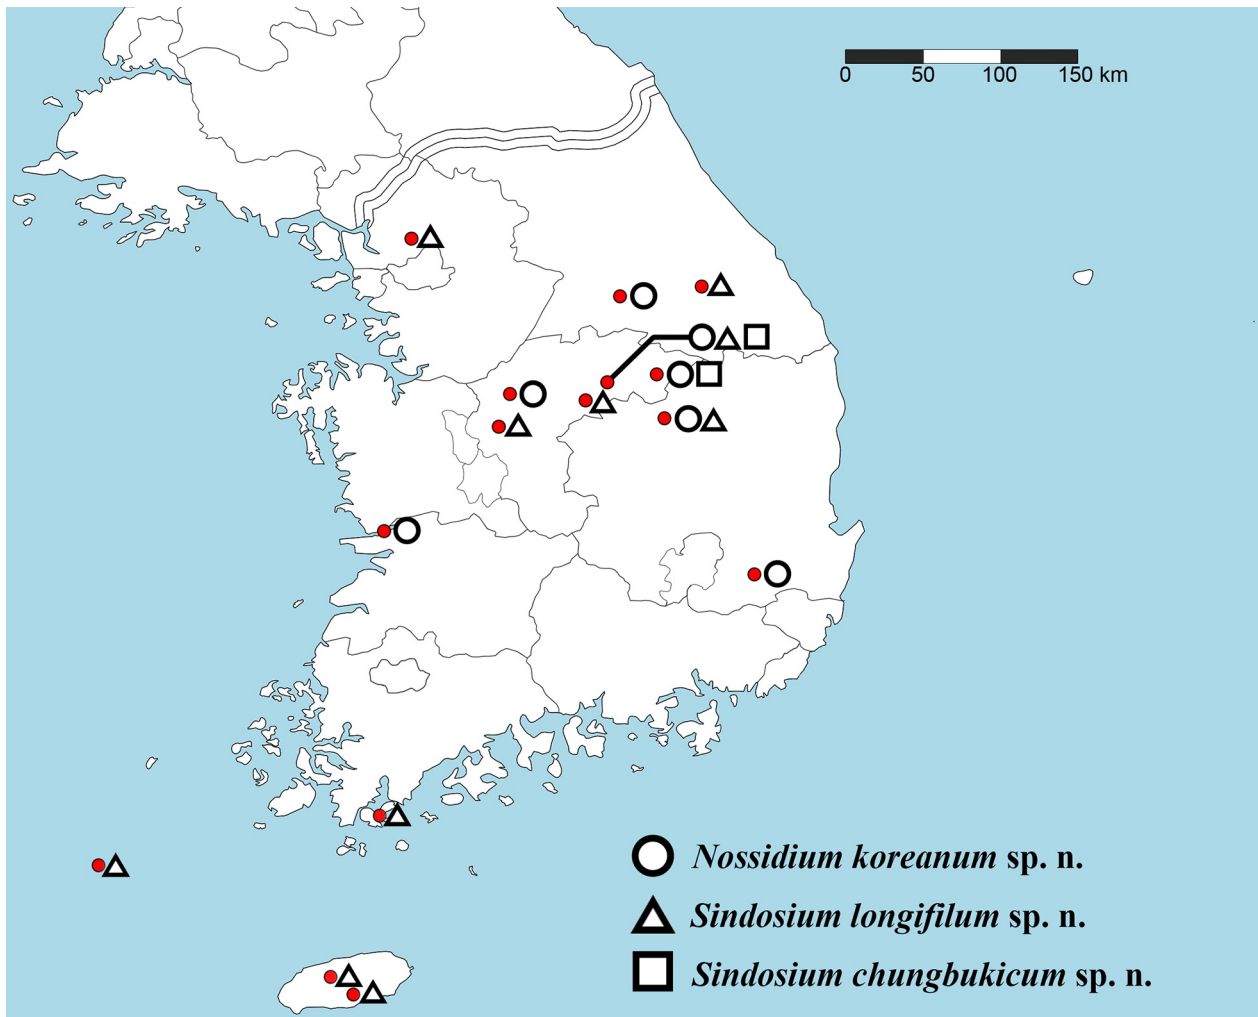 0 50 100 150 km
Nossidium koreanum sp. n.
Sindosium longifilum sp. n.
Sindosium chungbukicum sp. n.